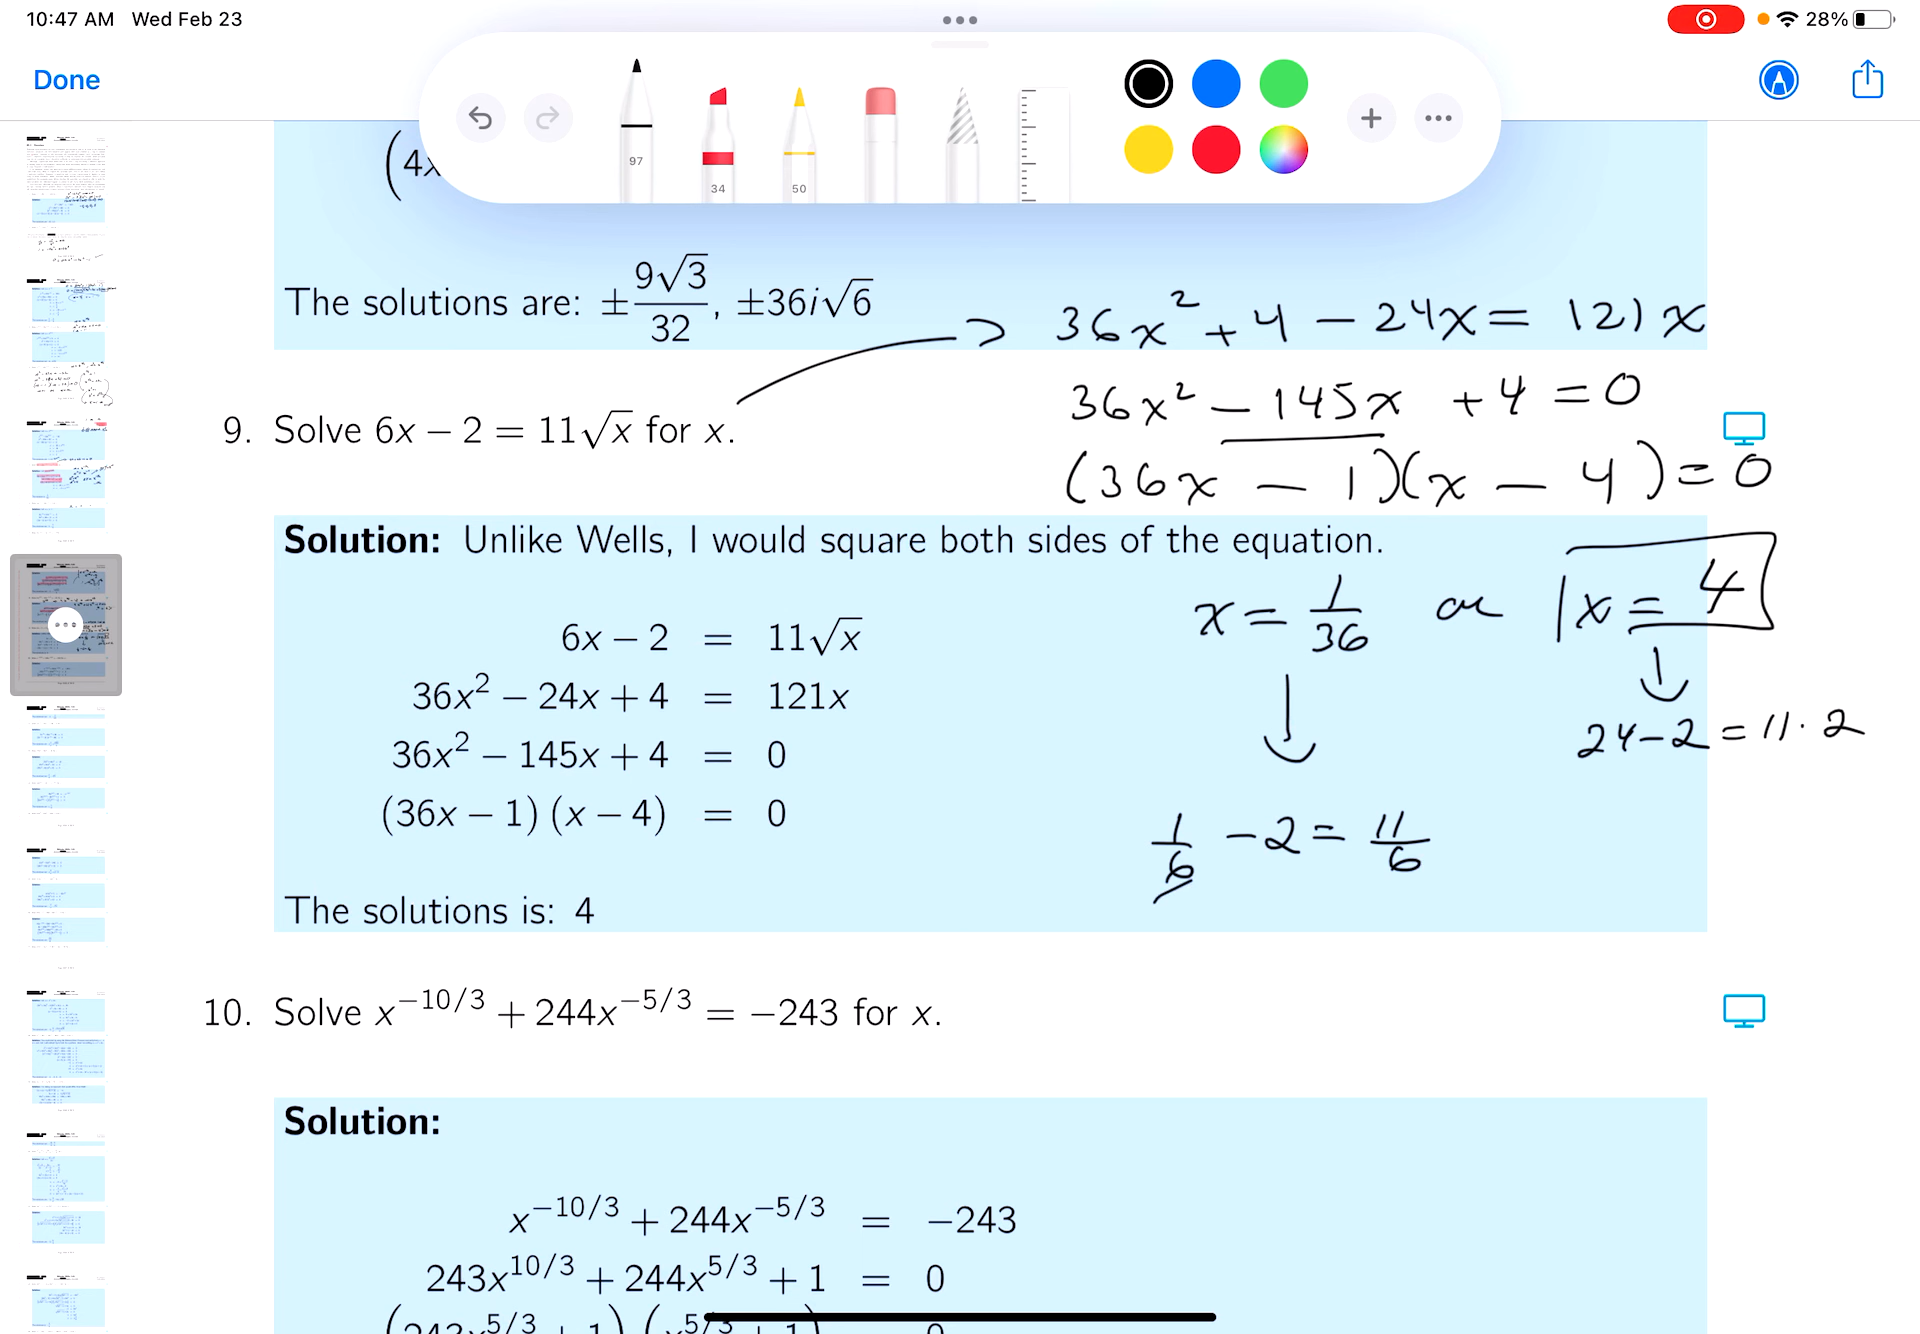 10:47 AM Wed Feb 23
28%
Done
97
34
50
(4x
The solutions are: ±9√3/32, ±36i√6
36x² + 4 − 24x = 121x
36x² − 145x + 4 = 0
9. Solve 6x − 2 = 11√x for x.
(36x − 1)(x − 4) = 0
Solution: Unlike Wells, I would square both sides of the equation.
x = 1/36 or x = 4
6x − 2 = 11√x
36x² − 24x + 4 = 121x
24 − 2 = 11 · 2
36x² − 145x + 4 = 0
(36x − 1) (x − 4) = 0
1/6 − 2 = 11/6
The solutions is: 4
10. Solve x^(−10/3) + 244x^(−5/3) = −243 for x.
Solution:
x^(−10/3) + 244x^(−5/3) = −243
243x^(10/3) + 244x^(5/3) + 1 = 0